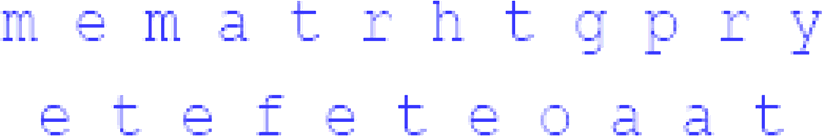 m e m a t r h t g p r y
e t e f e t e o a a t